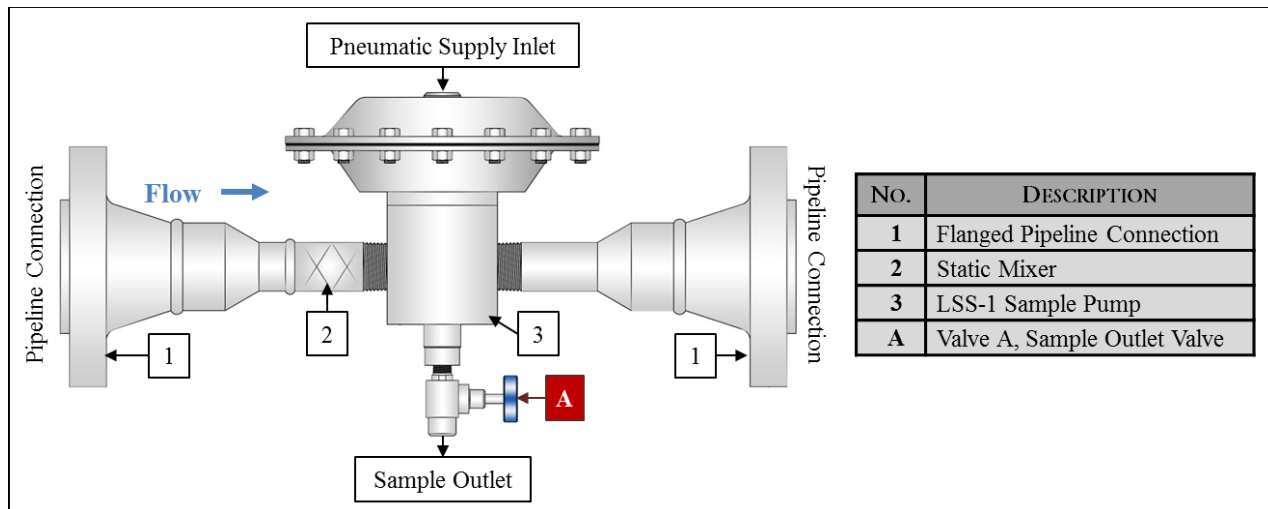 Pneumatic Supply Inlet
Pipeline Connection
Flow
1
2
3
1
A
Sample Outlet
Pipeline Connection
NO. DESCRIPTION
1 Flanged Pipeline Connection
2 Static Mixer
3 LSS-1 Sample Pump
A Valve A, Sample Outlet Valve